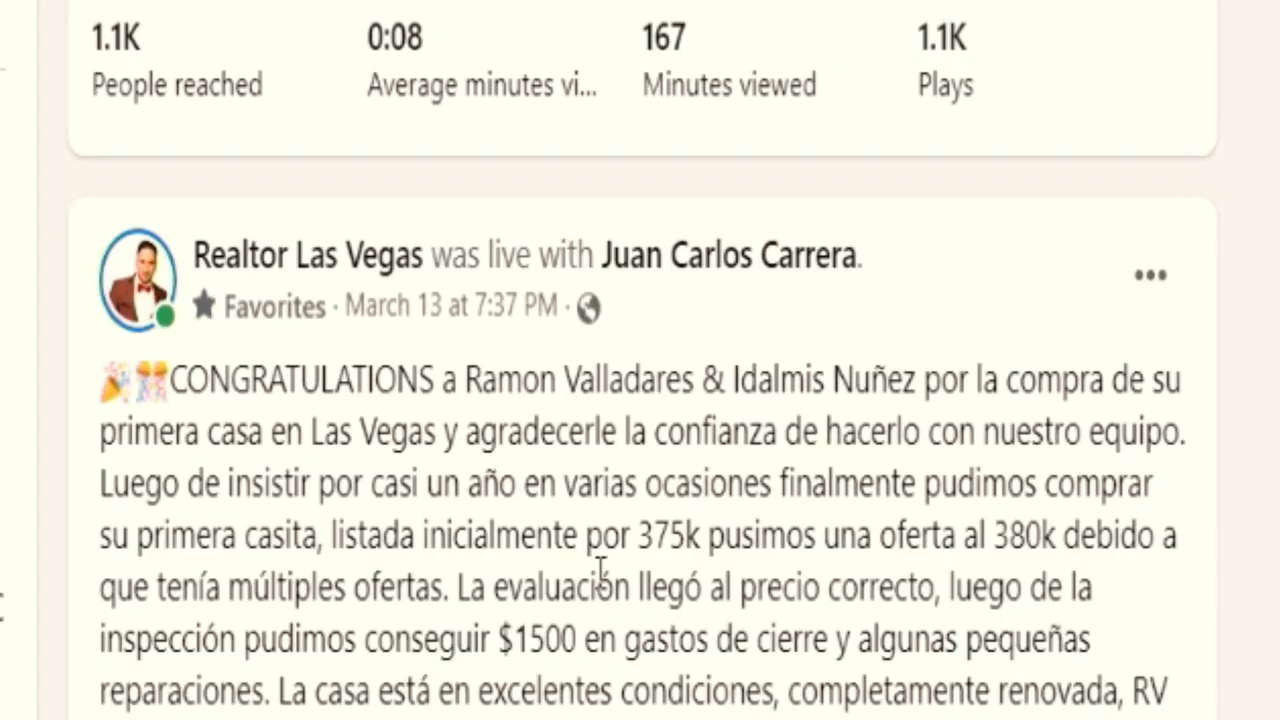 1.1K 0:08 167 1.1K
People reached Average minutes vi... Minutes viewed Plays
Realtor Las Vegas was live with Juan Carlos Carrera.
Favorites · March 13 at 7:37 PM ·
🎉🎊CONGRATULATIONS a Ramon Valladares & Idalmis Nuñez por la compra de su
primera casa en Las Vegas y agradecerle la confianza de hacerlo con nuestro equipo.
Luego de insistir por casi un año en varias ocasiones finalmente pudimos comprar
su primera casita, listada inicialmente por 375k pusimos una oferta al 380k debido a
que tenía múltiples ofertas. La evaluación llegó al precio correcto, luego de la
inspección pudimos conseguir $1500 en gastos de cierre y algunas pequeñas
reparaciones. La casa está en excelentes condiciones, completamente renovada, RV